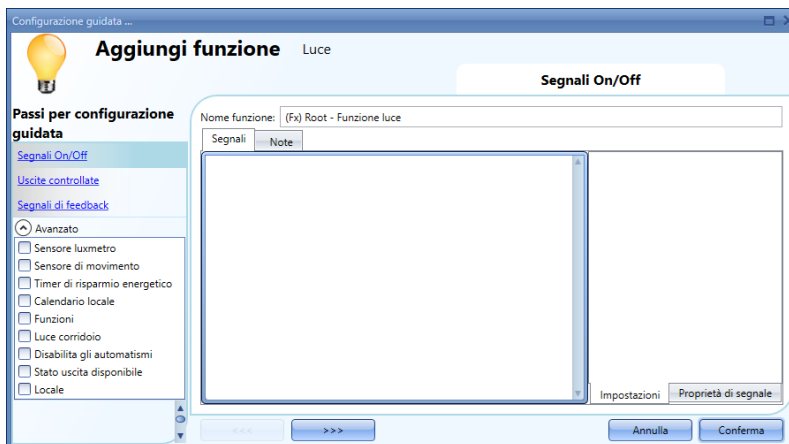 Configurazione guidata ...
Aggiungi funzione Luce
Segnali On/Off
Passi per configurazione
guidata
Segnali On/Off
Uscite controllate
Segnali di feedback
Avanzato
Sensore luxmetro
Sensore di movimento
Timer di risparmio energetico
Calendario locale
Funzioni
Luce corridoio
Disabilita gli automatismi
Stato uscita disponibile
Locale
Nome funzione: (Fx) Root - Funzione luce
Segnali Note
Impostazioni Proprietà di segnale
<<< >>> Annulla Conferma